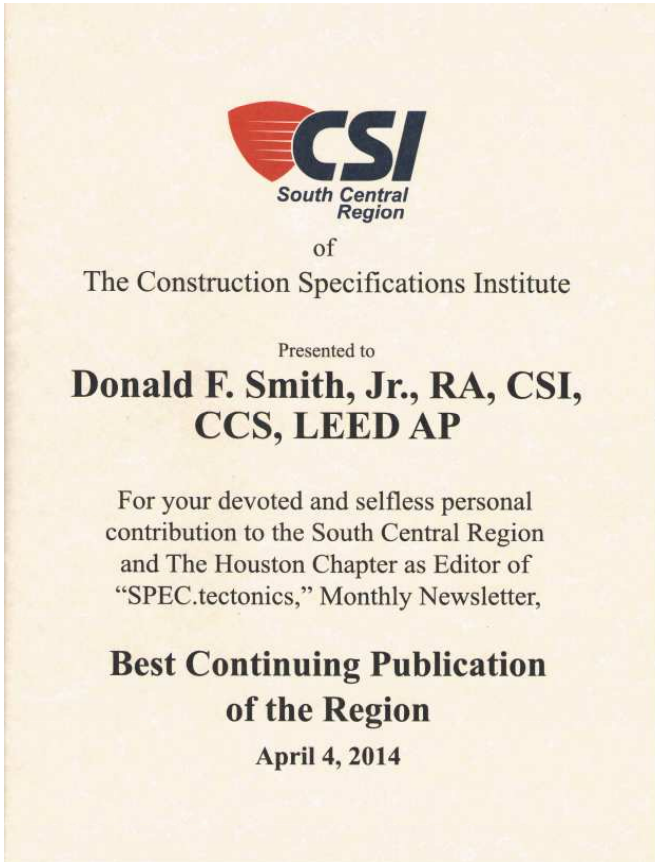 CSI
South Central
Region
of
The Construction Specifications Institute
Presented to
Donald F. Smith, Jr., RA, CSI,
CCS, LEED AP
For your devoted and selfless personal
contribution to the South Central Region
and The Houston Chapter as Editor of
“SPEC.tectonics,” Monthly Newsletter,
Best Continuing Publication
of the Region
April 4, 2014